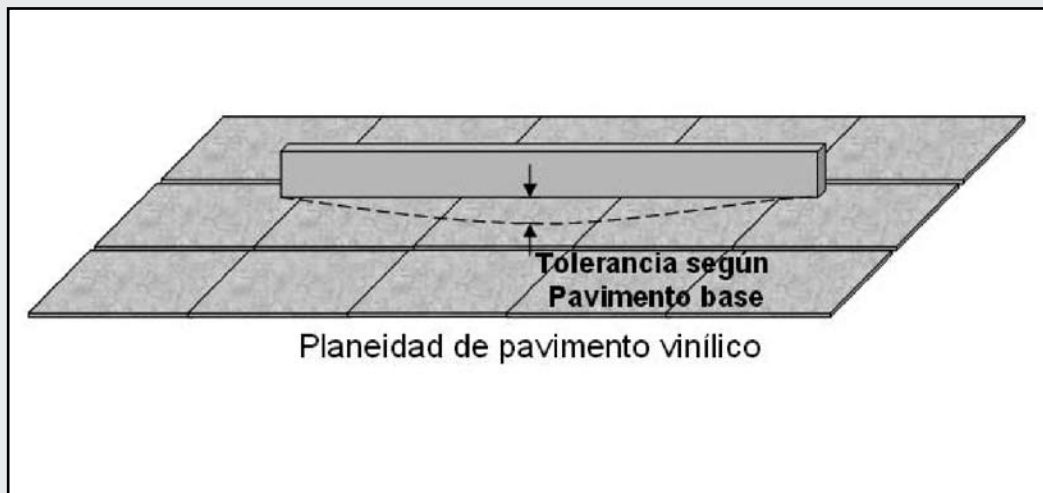 Tolerancia según
Pavimento base
Planeidad de pavimento vinílico